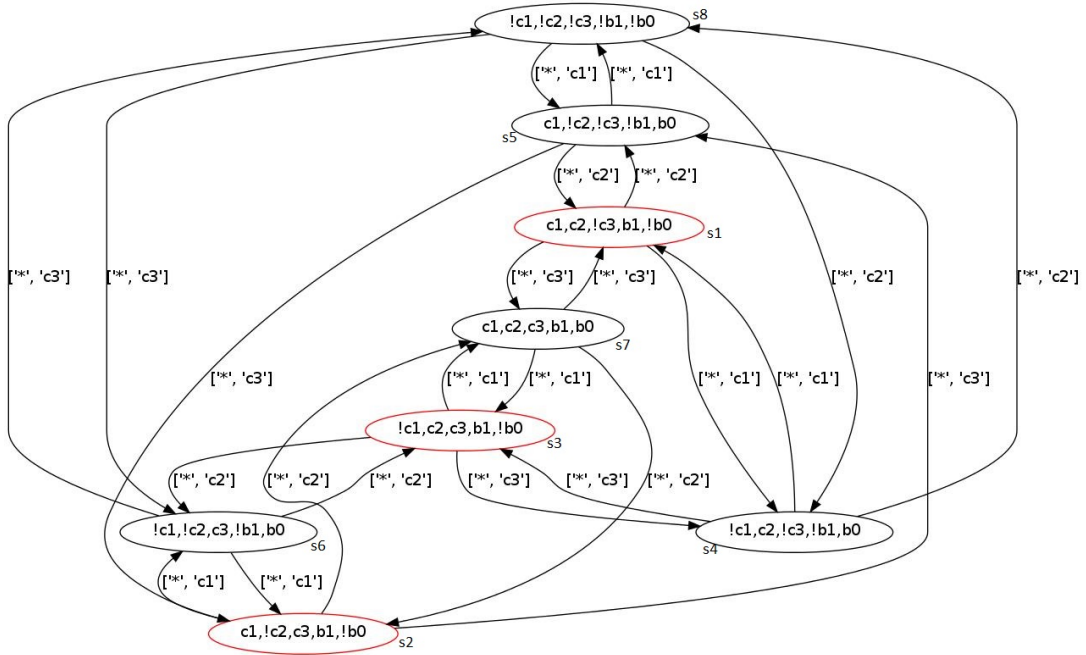 !c1,!c2,!c3,!b1,!b0
s8
['*', 'c1']
['*', 'c1']
c1,!c2,!c3,!b1,b0
s5
['*', 'c2']
['*', 'c2']
c1,c2,!c3,b1,!b0
s1
['*', 'c3']
['*', 'c3']
['*', 'c3']
['*', 'c3']
['*', 'c2']
['*', 'c2']
c1,c2,c3,b1,b0
s7
['*', 'c3']
['*', 'c1']
['*', 'c1']
['*', 'c1']
['*', 'c1']
['*', 'c3']
!c1,c2,c3,b1,!b0
s3
['*', 'c2']
['*', 'c2']
['*', 'c2']
['*', 'c3']
['*', 'c3']
['*', 'c2']
!c1,!c2,c3,!b1,b0
s6
!c1,c2,!c3,!b1,b0
s4
['*', 'c1']
['*', 'c1']
c1,!c2,c3,b1,!b0
s2